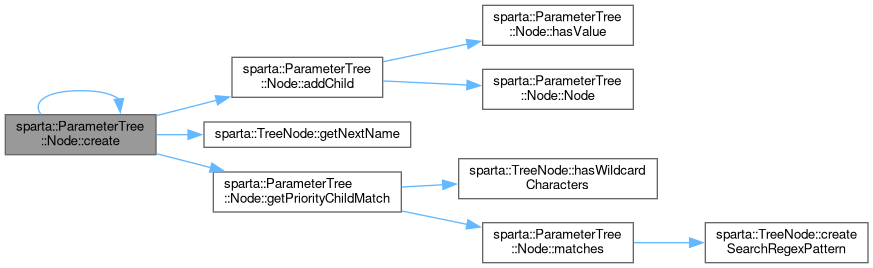 sparta::ParameterTree
::Node::create
sparta::ParameterTree
::Node::addChild
sparta::ParameterTree
::Node::hasValue
sparta::ParameterTree
::Node::Node
sparta::TreeNode::getNextName
sparta::ParameterTree
::Node::getPriorityChildMatch
sparta::TreeNode::hasWildcard
Characters
sparta::ParameterTree
::Node::matches
sparta::TreeNode::create
SearchRegexPattern